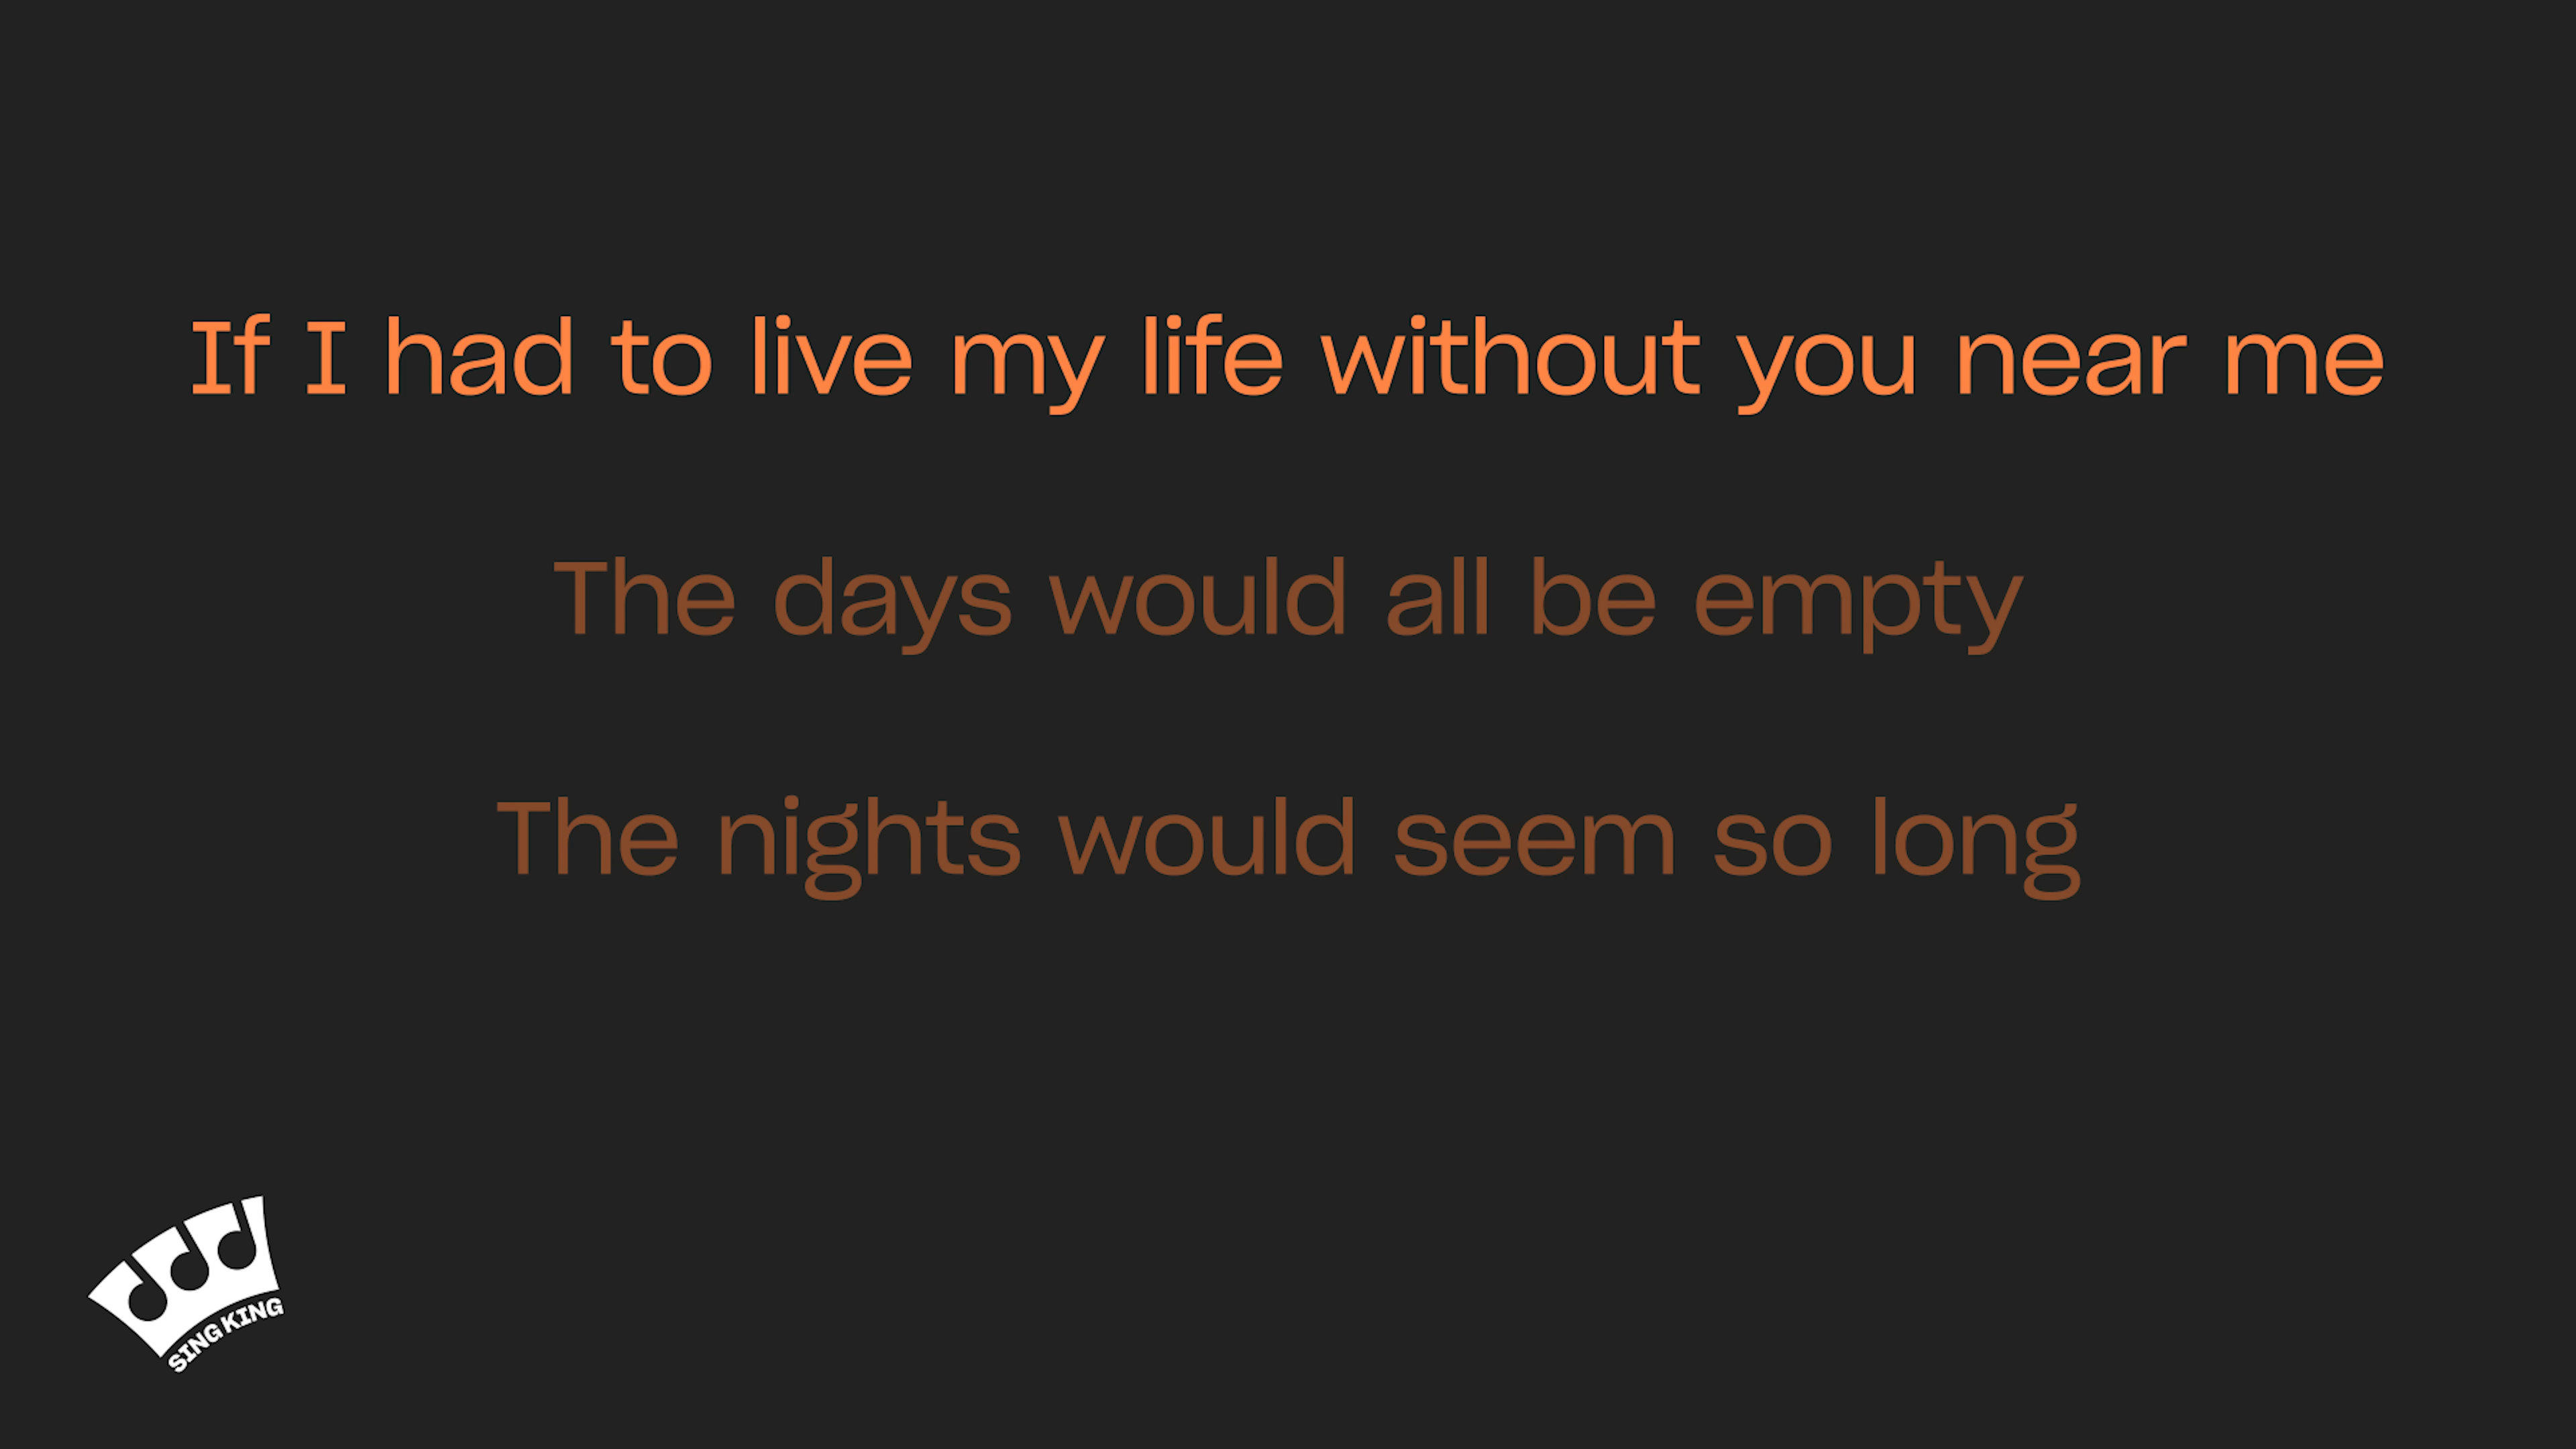 If I had to live my life without you near me
The days would all be empty
The nights would seem so long
SING KING